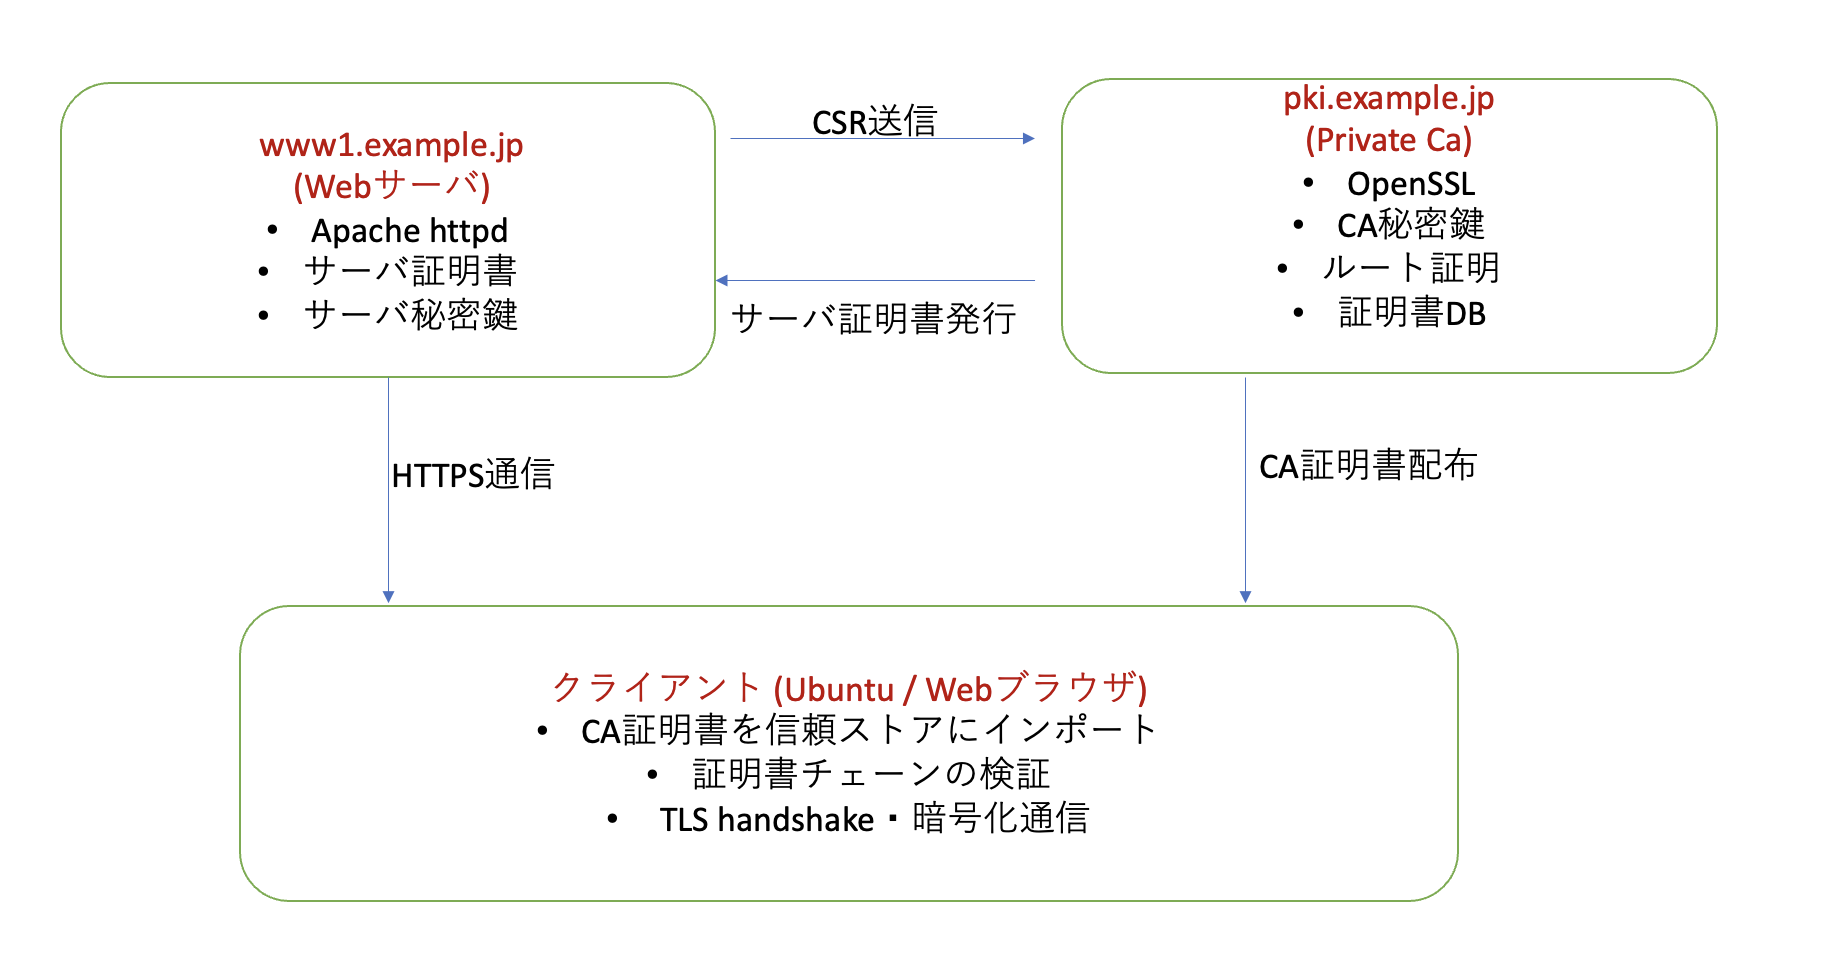 www1.example.jp
(Webサーバ)
• Apache httpd
• サーバ証明書
• サーバ秘密鍵
CSR送信
サーバ証明書発行
pki.example.jp
(Private Ca)
• OpenSSL
• CA秘密鍵
• ルート証明
• 証明書DB
HTTPS通信
CA証明書配布
クライアント (Ubuntu / Webブラウザ)
• CA証明書を信頼ストアにインポート
• 証明書チェーンの検証
• TLS handshake・暗号化通信